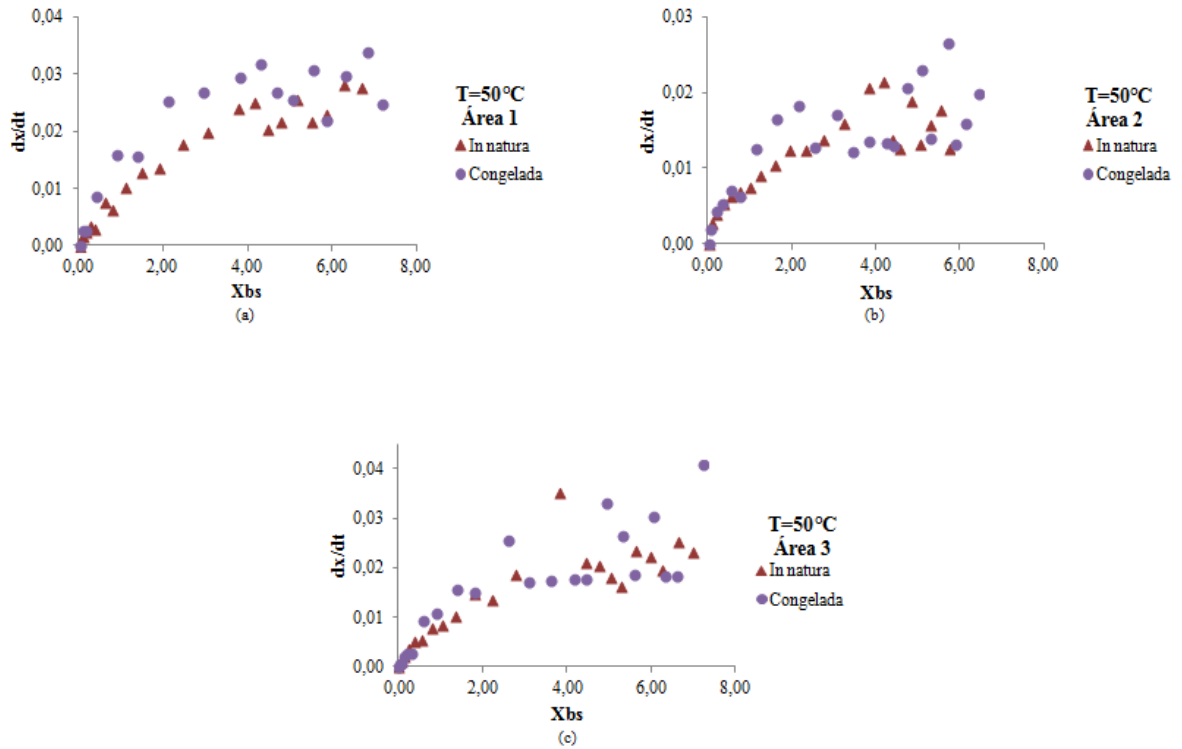 0,04
0,03
0,02
0,01
0,00
dx/dt
0,00 2,00 4,00 6,00 8,00
Xbs
(a)
T=50°C
Área 1
In natura
Congelada
0,03
0,02
0,01
0,00
dx/dt
0,00 2,00 4,00 6,00 8,00
Xbs
(b)
T=50°C
Área 2
In natura
Congelada
0,04
0,03
0,02
0,01
0,00
dx/dt
0,00 2,00 4,00 6,00 8,00
Xbs
(c)
T=50°C
Área 3
In natura
Congelada